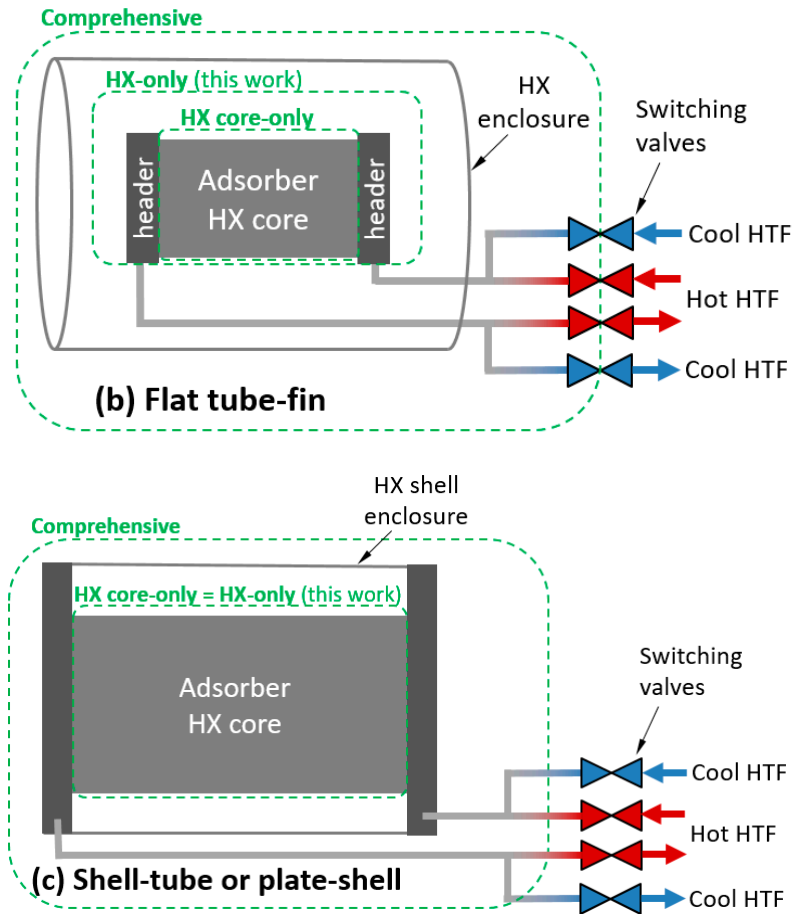 Comprehensive
HX-only (this work)
HX core-only
HX
enclosure
Switching
valves
header
Adsorber
HX core
header
Cool HTF
Hot HTF
Cool HTF
(b) Flat tube-fin
HX shell
enclosure
Comprehensive
HX core-only = HX-only (this work)
Adsorber
HX core
Switching
valves
Cool HTF
Hot HTF
Cool HTF
(c) Shell-tube or plate-shell